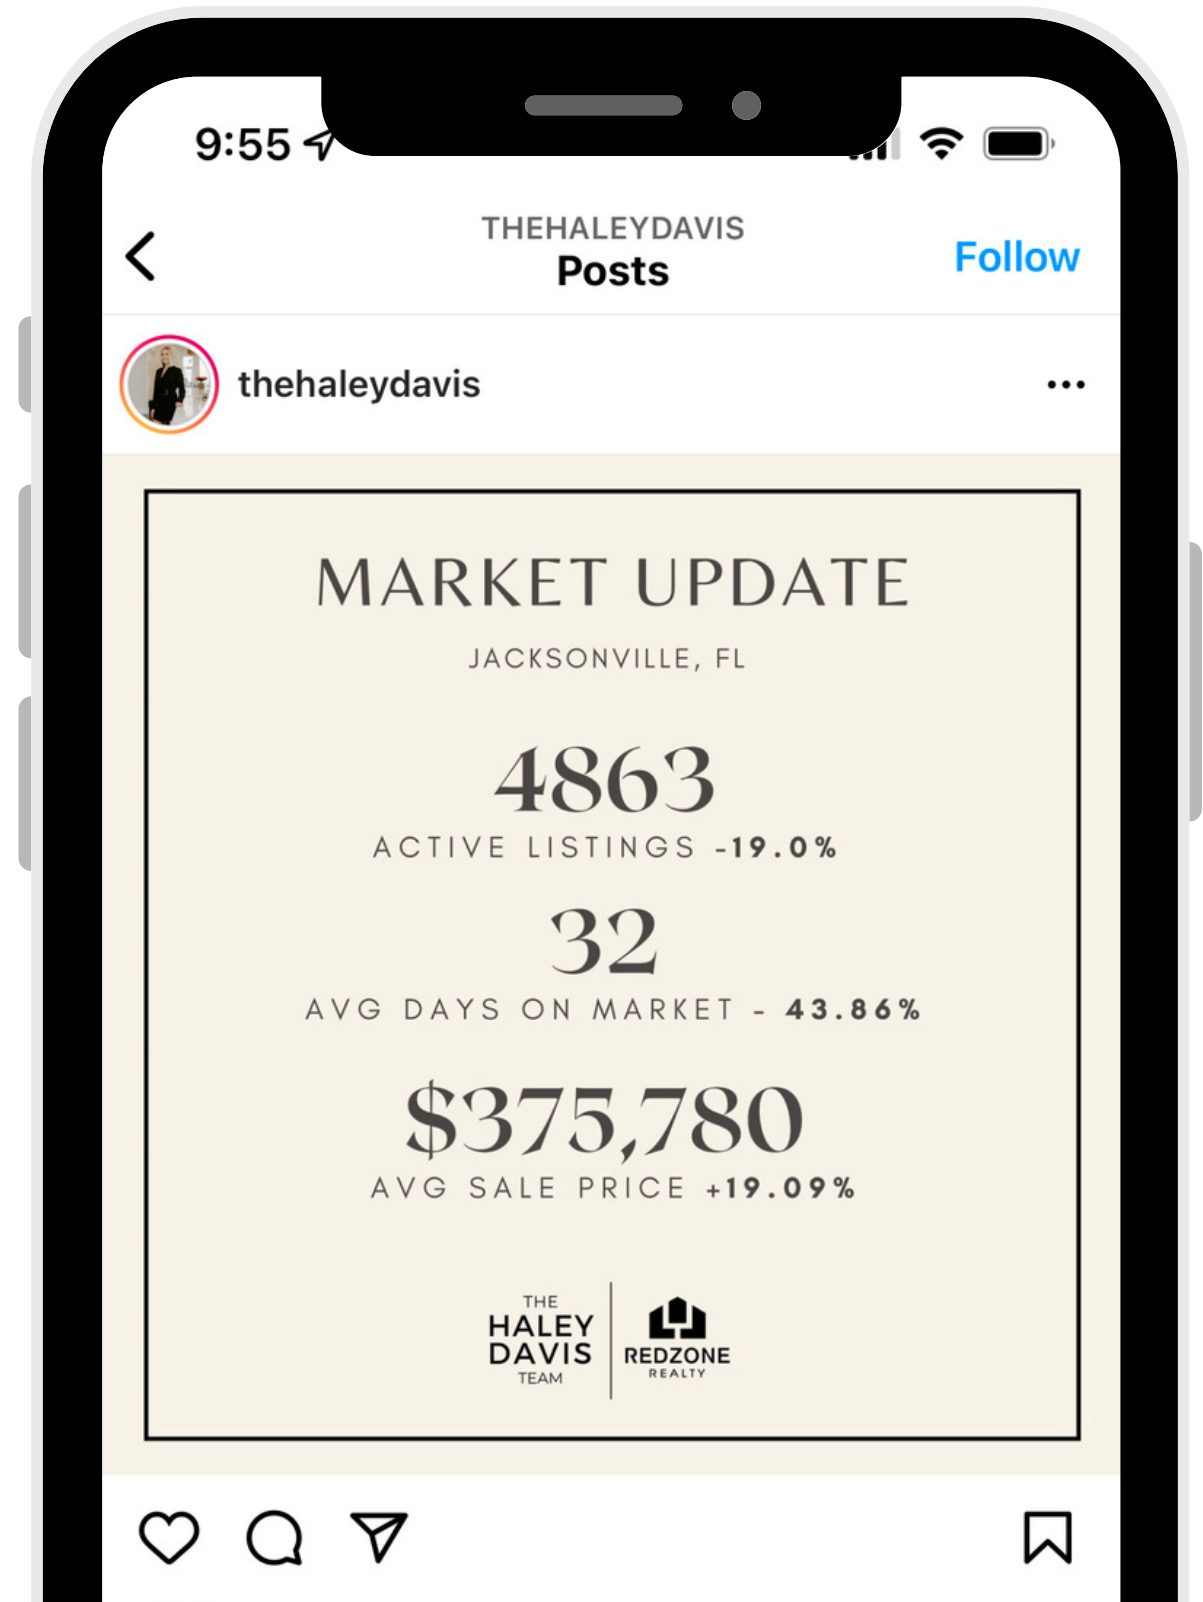 9:55
THEHALEYDAVIS
Posts
Follow
thehaleydavis
MARKET UPDATE
JACKSONVILLE, FL
4863
ACTIVE LISTINGS -19.0%
32
AVG DAYS ON MARKET - 43.86%
$375,780
AVG SALE PRICE +19.09%
THE
HALEY
DAVIS
TEAM
REDZONE
REALTY